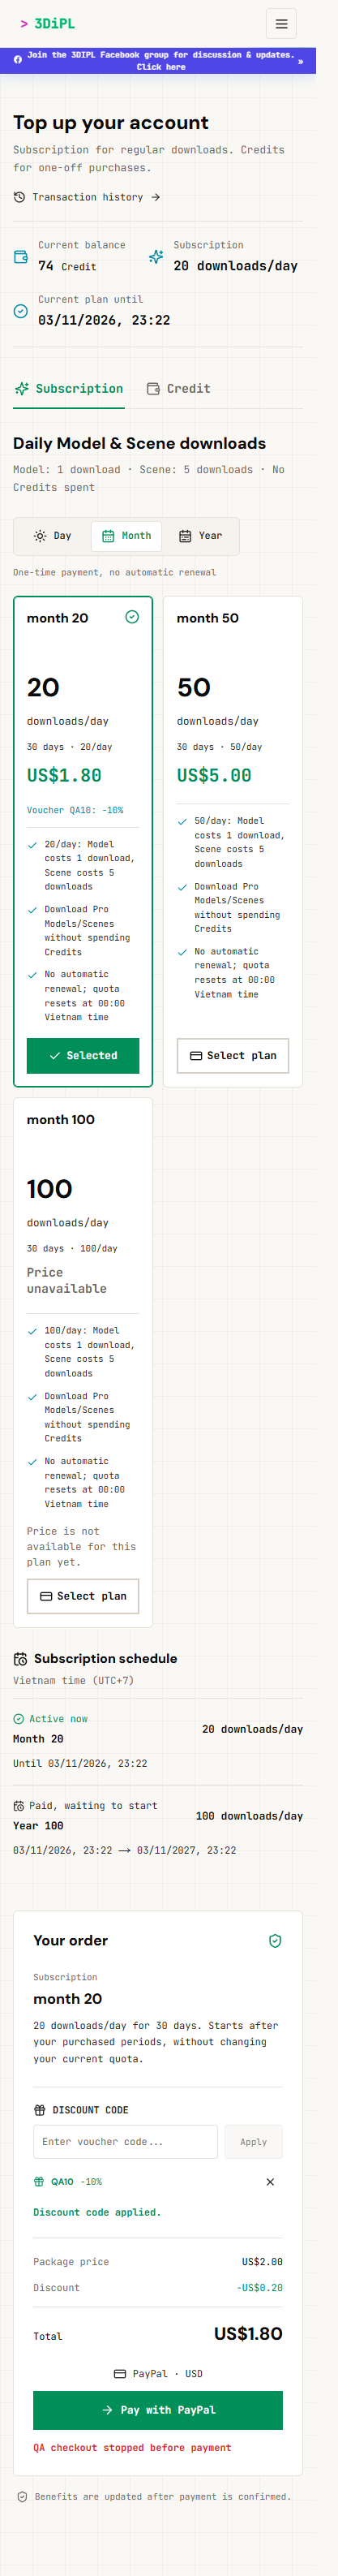 > 3DiPL
Join the 3DIPL Facebook group for discussion & updates. »
Click here
Top up your account
Subscription for regular downloads. Credits
for one-off purchases.
Transaction history →
Current balance
74 Credit
Subscription
20 downloads/day
Current plan until
03/11/2026, 23:22
Subscription
Credit
Daily Model & Scene downloads
Model: 1 download · Scene: 5 downloads · No
Credits spent
Day
Month
Year
One-time payment, no automatic renewal
month 20
20
downloads/day
30 days · 20/day
US$1.80
Voucher QA10: -10%
20/day: Model
costs 1 download,
Scene costs 5
downloads
Download Pro
Models/Scenes
without spending
Credits
No automatic
renewal; quota
resets at 00:00
Vietnam time
Selected
month 50
50
downloads/day
30 days · 50/day
US$5.00
50/day: Model
costs 1 download,
Scene costs 5
downloads
Download Pro
Models/Scenes
without spending
Credits
No automatic
renewal; quota
resets at 00:00
Vietnam time
Select plan
month 100
100
downloads/day
30 days · 100/day
Price
unavailable
100/day: Model
costs 1 download,
Scene costs 5
downloads
Download Pro
Models/Scenes
without spending
Credits
No automatic
renewal; quota
resets at 00:00
Vietnam time
Price is not
available for this
plan yet.
Select plan
Subscription schedule
Vietnam time (UTC+7)
Active now
Month 20
20 downloads/day
Until 03/11/2026, 23:22
Paid, waiting to start
Year 100
100 downloads/day
03/11/2026, 23:22 → 03/11/2027, 23:22
Your order
Subscription
month 20
20 downloads/day for 30 days. Starts after
your purchased periods, without changing
your current quota.
DISCOUNT CODE
Enter voucher code...
Apply
QA10 -10%
Discount code applied.
Package price US$2.00
Discount -US$0.20
Total US$1.80
PayPal · USD
→ Pay with PayPal
QA checkout stopped before payment
Benefits are updated after payment is confirmed.